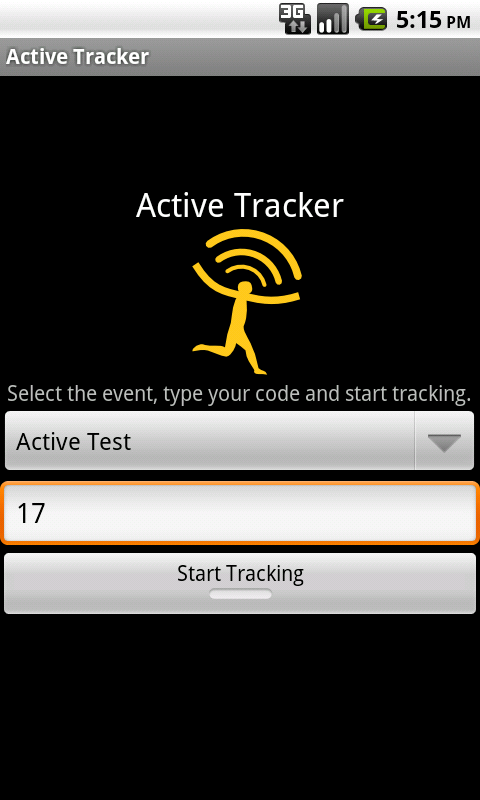 3G 5:15 PM
Active Tracker
Active Tracker
Select the event, type your code and start tracking.
Active Test
17
Start Tracking